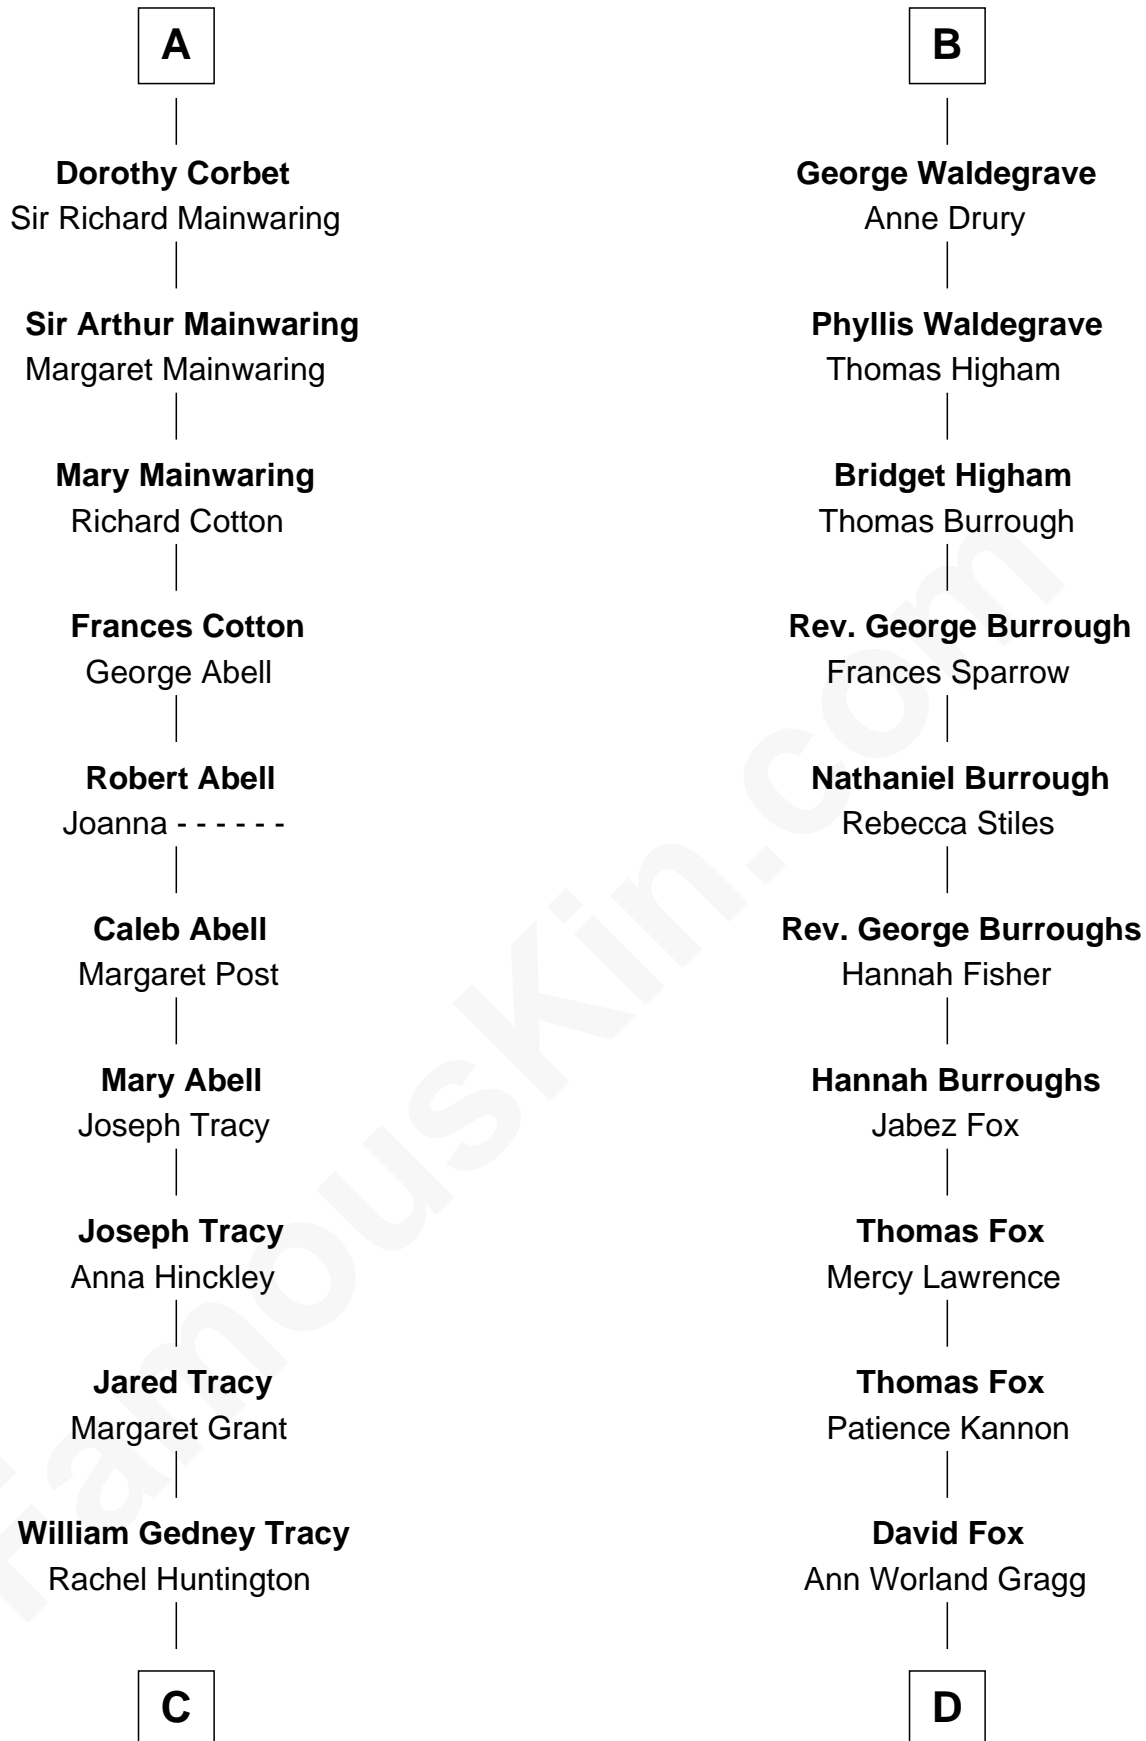 A
Dorothy Corbet
Sir Richard Mainwaring
Sir Arthur Mainwaring
Margaret Mainwaring
Mary Mainwaring
Richard Cotton
Frances Cotton
George Abell
Robert Abell
Joanna - - - - - -
Caleb Abell
Margaret Post
Mary Abell
Joseph Tracy
Joseph Tracy
Anna Hinckley
Jared Tracy
Margaret Grant
William Gedney Tracy
Rachel Huntington
C
B
George Waldegrave
Anne Drury
Phyllis Waldegrave
Thomas Higham
Bridget Higham
Thomas Burrough
Rev. George Burrough
Frances Sparrow
Nathaniel Burrough
Rebecca Stiles
Rev. George Burroughs
Hannah Fisher
Hannah Burroughs
Jabez Fox
Thomas Fox
Mercy Lawrence
Thomas Fox
Patience Kannon
David Fox
Ann Worland Gragg
D
FamousKin.com